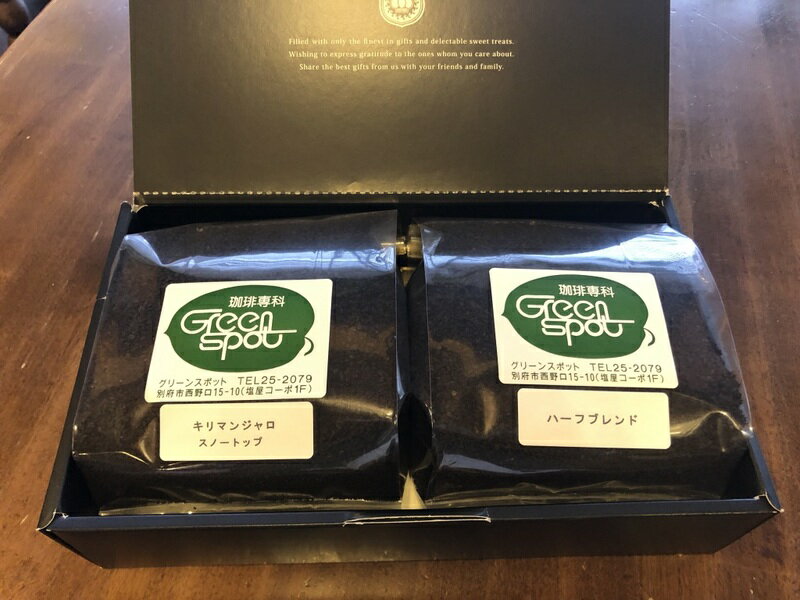 Filled with only the finest in gifts and delectable sweet treats.
Wishing to express gratitude to the ones whom you care about.
Share the best gifts from us with your friends and family.
珈琲専科
Green
spot
グリーンスポット TEL25-2079
別府市西野口15-10(塩屋コーポ1F)
キリマンジャロ
スノートップ
珈琲専科
Green
spot
グリーンスポット TEL25-2079
別府市西野口15-10(塩屋コーポ1F)
ハーフブレンド